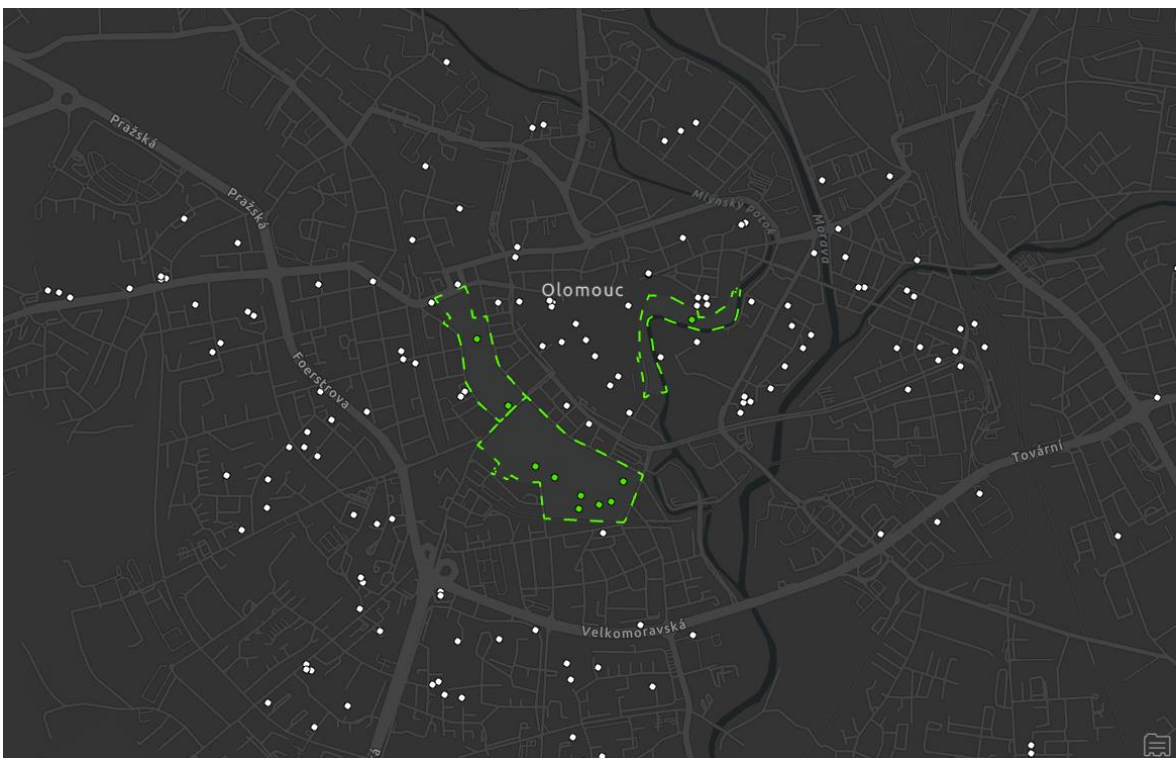 Pražská
Pražská
Mlýnský Potok
Morava
Olomouc
Foerstrova
Tovární
Velkomoravská